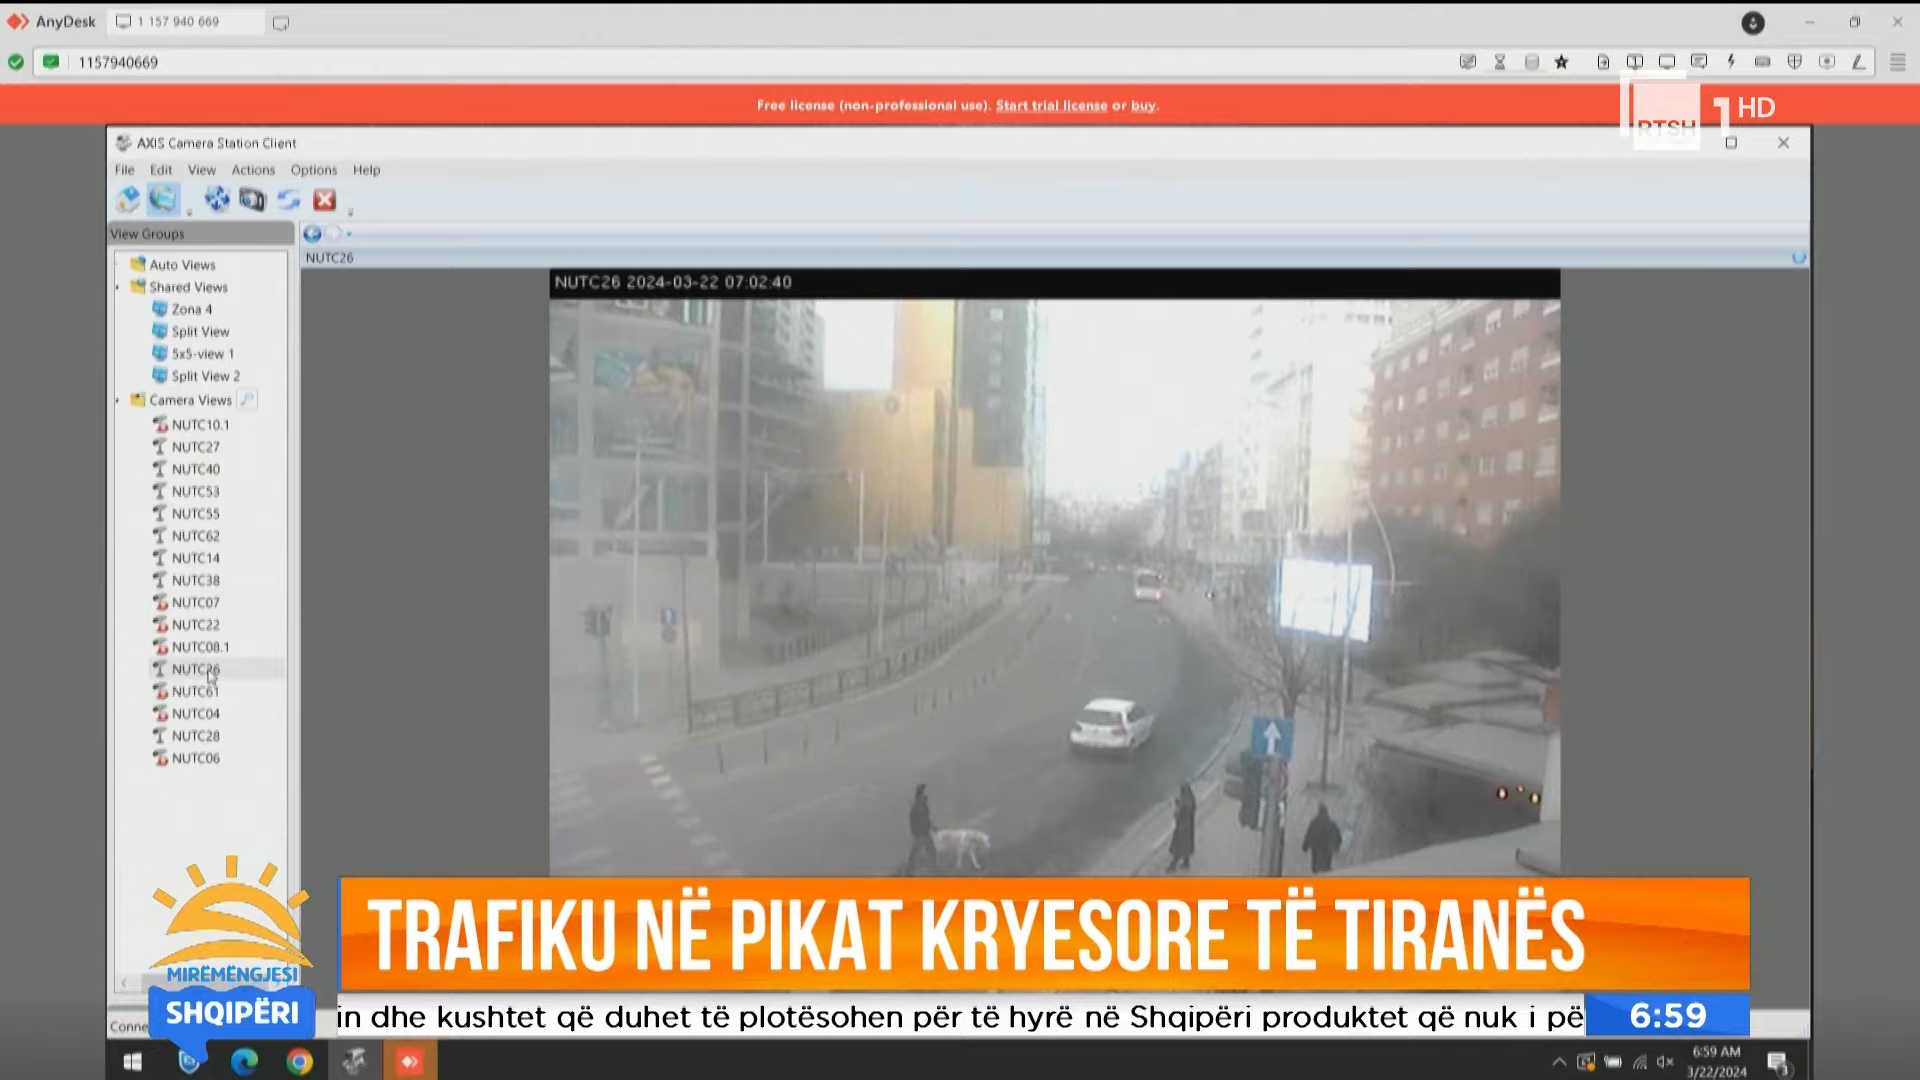 AnyDesk
1 157 940 669
1157940669
Free license (non-professional use). Start trial license or buy.
RTSH 1 HD
AXIS Camera Station Client
File Edit View Actions Options Help
View Groups
NUTC26
Auto Views
Shared Views
Zona 4
Split View
5x5-view 1
Split View 2
Camera Views
NUTC10.1
NUTC27
NUTC40
NUTC53
NUTC55
NUTC62
NUTC14
NUTC38
NUTC07
NUTC22
NUTC08.1
NUTC26
NUTC61
NUTC04
NUTC28
NUTC06
NUTC26 2024-03-22 07:02:40
TRAFIKU NË PIKAT KRYESORE TË TIRANËS
MIRËMËNGJESI
SHQIPËRI
in dhe kushtet që duhet të plotësohen për të hyrë në Shqipëri produktet që nuk i pë
6:59
Conne
6:59 AM
3/22/2024
3